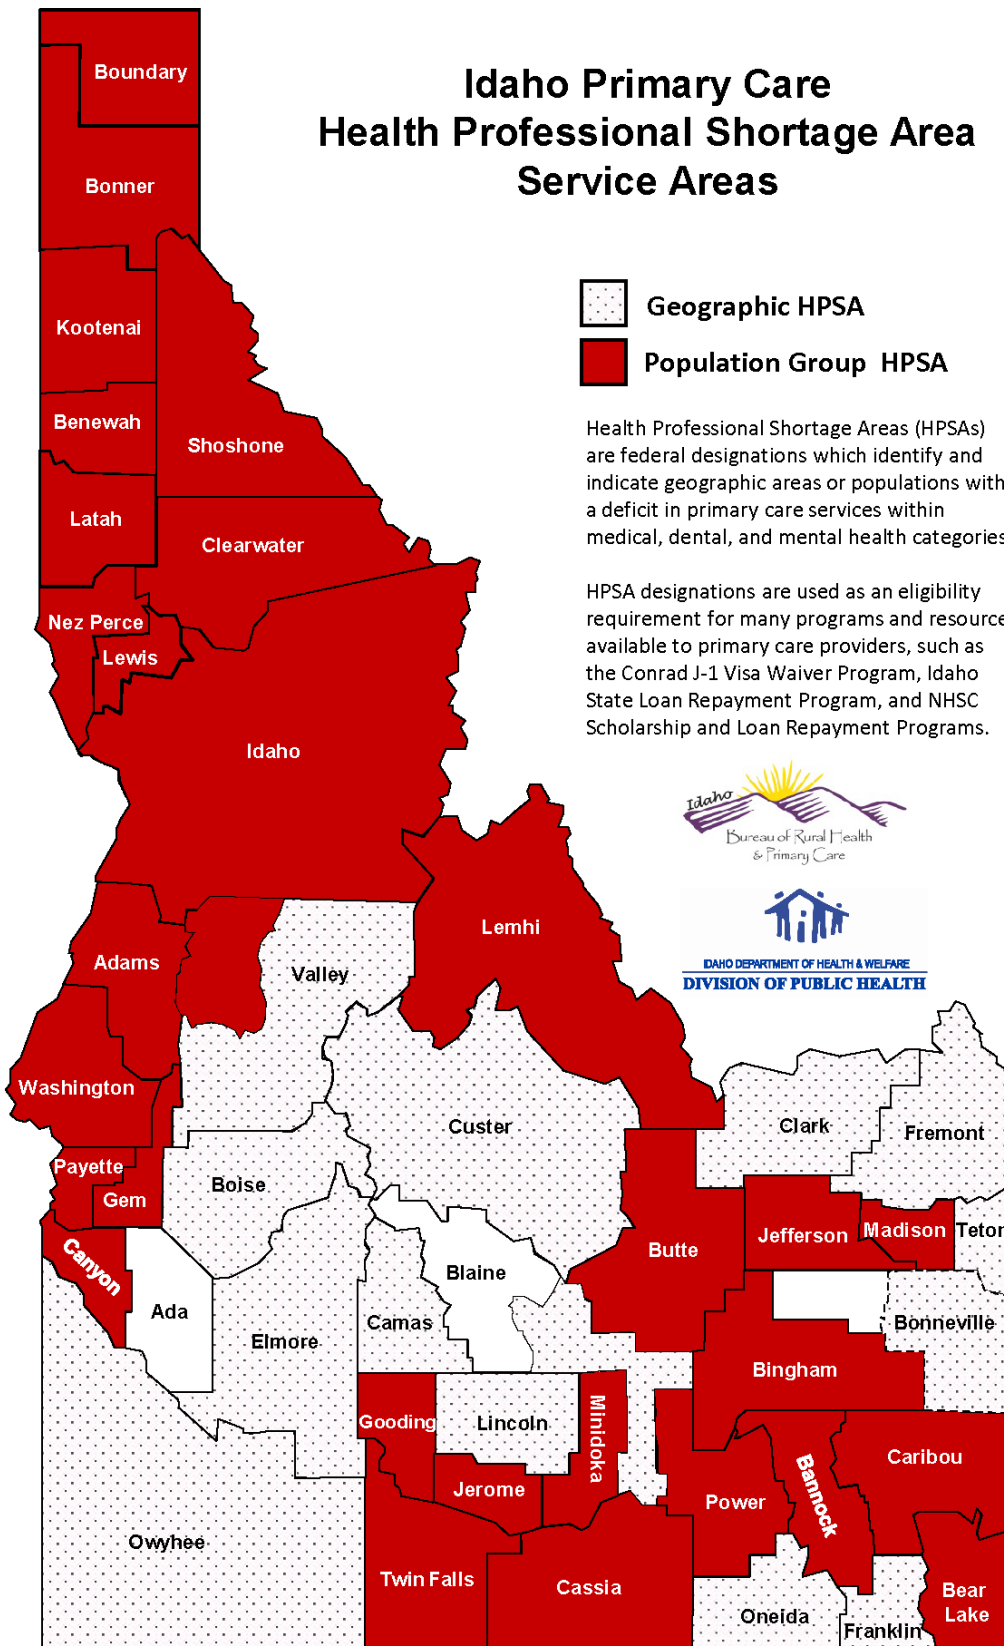 Idaho Primary Care
Health Professional Shortage Area
Service Areas
Geographic HPSA
Population Group HPSA
Health Professional Shortage Areas (HPSAs)
are federal designations which identify and
indicate geographic areas or populations with
a deficit in primary care services within
medical, dental, and mental health categories
HPSA designations are used as an eligibility
requirement for many programs and resource
available to primary care providers, such as
the Conrad J-1 Visa Waiver Program, Idaho
State Loan Repayment Program, and NHSC
Scholarship and Loan Repayment Programs.
Idaho
Bureau of Rural Health
& Primary Care
IDAHO DEPARTMENT OF HEALTH & WELFARE
DIVISION OF PUBLIC HEALTH
Boundary
Bonner
Kootenai
Benewah
Shoshone
Latah
Clearwater
Nez Perce
Lewis
Idaho
Lemhi
Adams
Valley
Washington
Custer
Clark
Fremont
Payette
Boise
Gem
Jefferson
Madison
Teton
Butte
Canyon
Blaine
Ada
Camas
Elmore
Bonneville
Bingham
Gooding
Lincoln
Minidoka
Caribou
Jerome
Power
Bannock
Owyhee
Twin Falls
Cassia
Bear
Lake
Oneida
Franklin